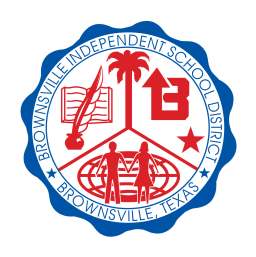 BROWNSVILLE INDEPENDENT SCHOOL DISTRICT
B
BROWNSVILLE, TEXAS